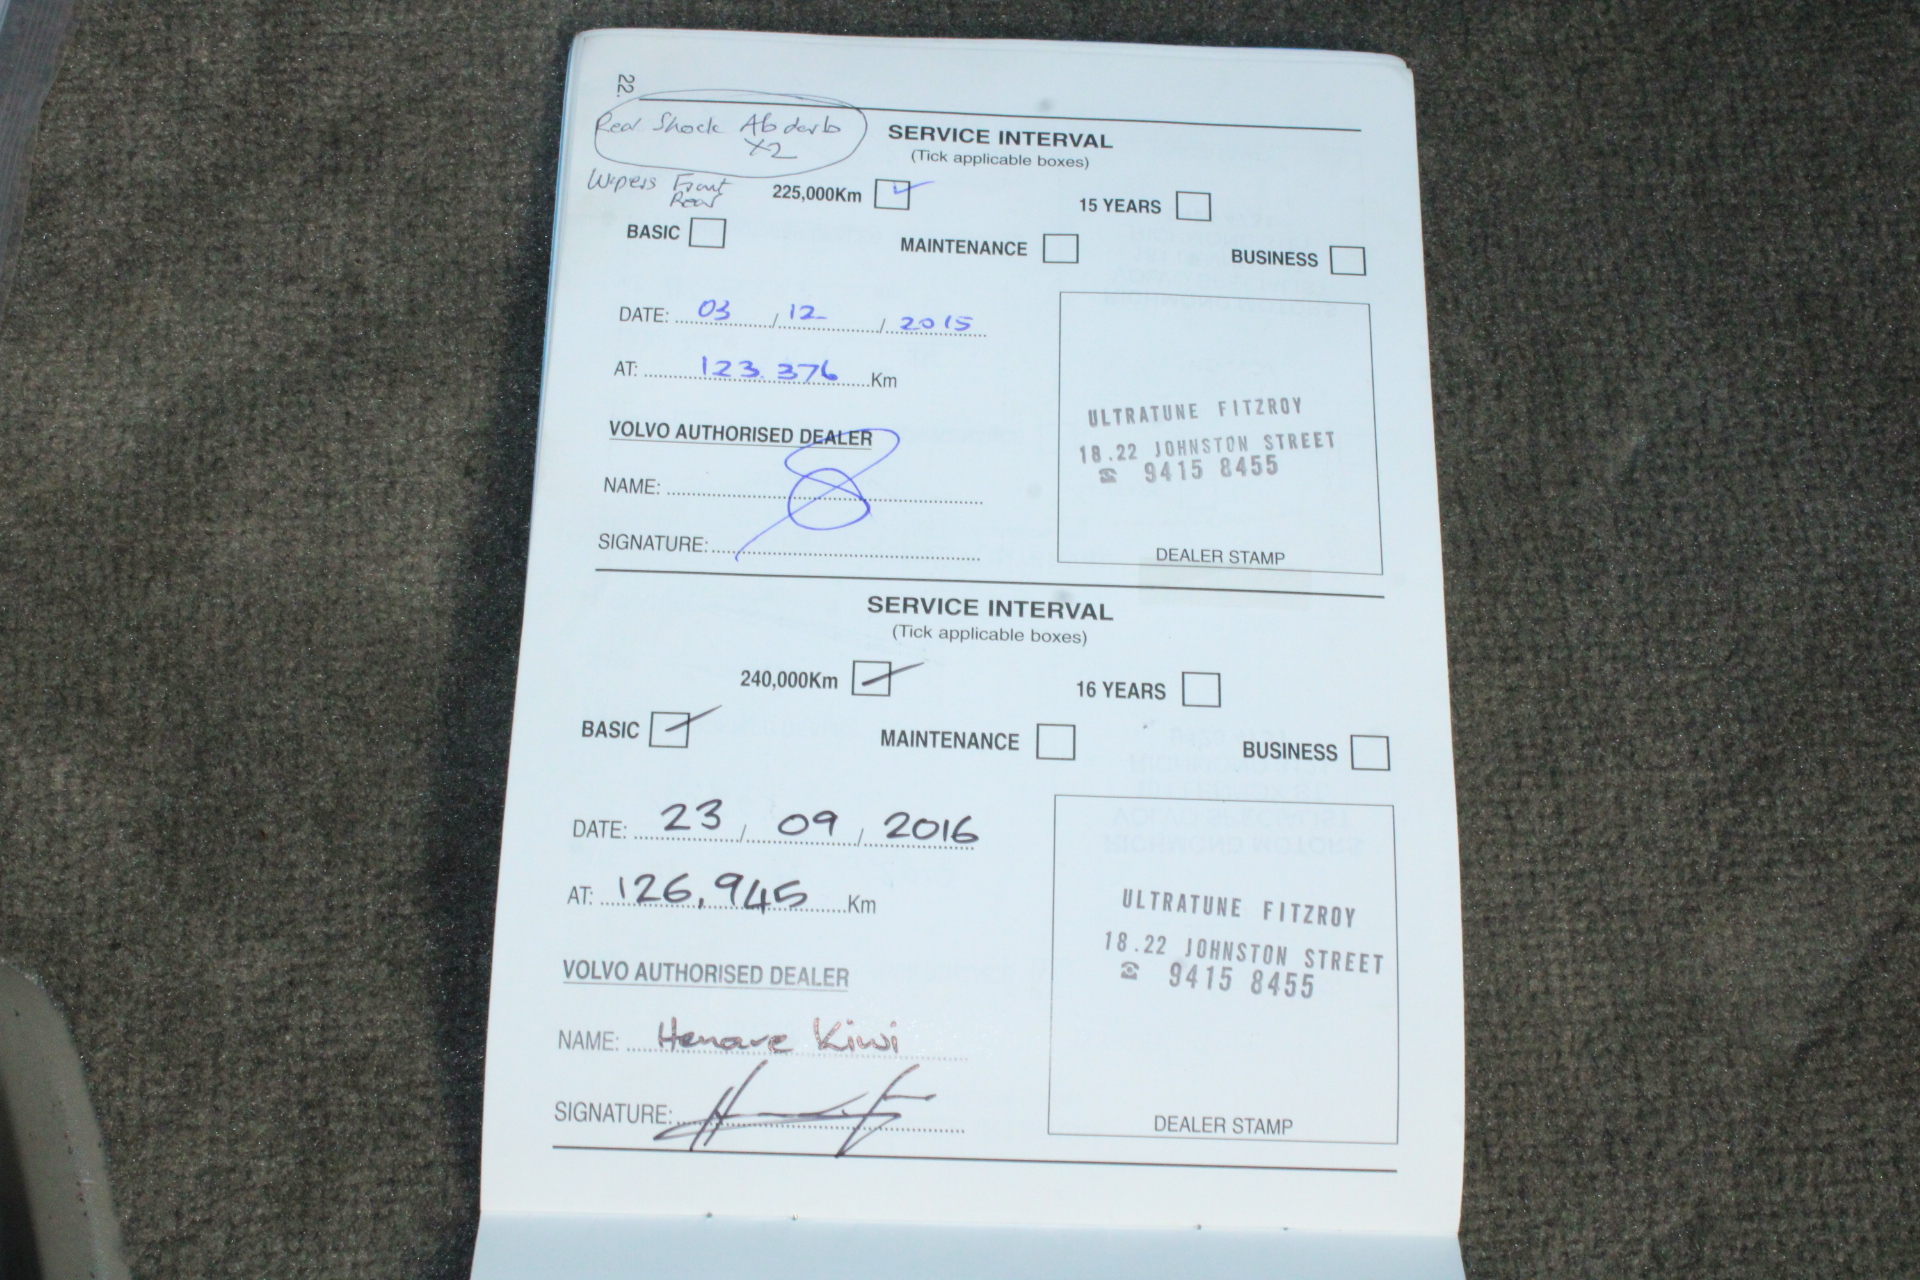 22.
Rear Shock Abdorb
X2
SERVICE INTERVAL
(Tick applicable boxes)
Wipers Front
Rear
225,000Km
15 YEARS
BASIC
MAINTENANCE
BUSINESS
DATE: 03 / 12 / 2015
AT: 123.376 Km
VOLVO AUTHORISED DEALER
NAME:
SIGNATURE:
ULTRATUNE FITZROY
18.22 JOHNSTON STREET
☎ 9415 8455
DEALER STAMP
SERVICE INTERVAL
(Tick applicable boxes)
240,000Km
16 YEARS
BASIC
MAINTENANCE
BUSINESS
DATE: 23 / 09 / 2016
AT: 126,945 Km
VOLVO AUTHORISED DEALER
NAME: Henare Kiwi
SIGNATURE:
ULTRATUNE FITZROY
18.22 JOHNSTON STREET
☎ 9415 8455
DEALER STAMP